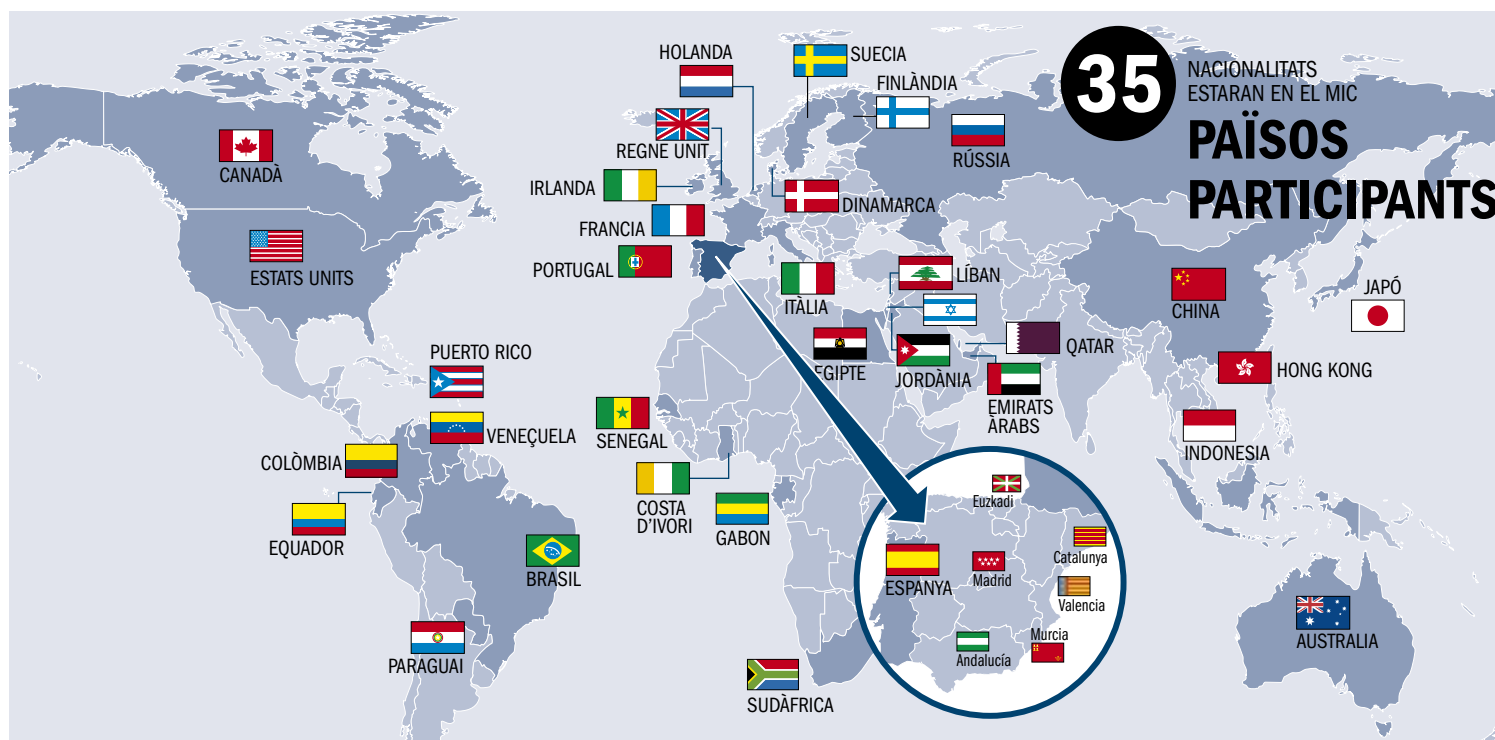 35
NACIONALITATS
ESTARAN EN EL MIC
PAÏSOS
PARTICIPANTS
HOLANDA
SUECIA
FINLÀNDIA
REGNE UNIT
RÚSSIA
CANADÀ
IRLANDA
DINAMARCA
FRANCIA
PORTUGAL
ESTATS UNITS
ITÀLIA
LÍBAN
CHINA
JAPÓ
QATAR
PUERTO RICO
EGIPTE
JORDÀNIA
HONG KONG
EMIRATS
ÀRABS
VENEÇUELA
SENEGAL
COLÒMBIA
INDONESIA
COSTA
D'IVORI
GABON
EQUADOR
BRASIL
Euzkadi
Catalunya
ESPANYA
Madrid
Valencia
Murcia
Andalucía
PARAGUAI
AUSTRALIA
SUDÀFRICA